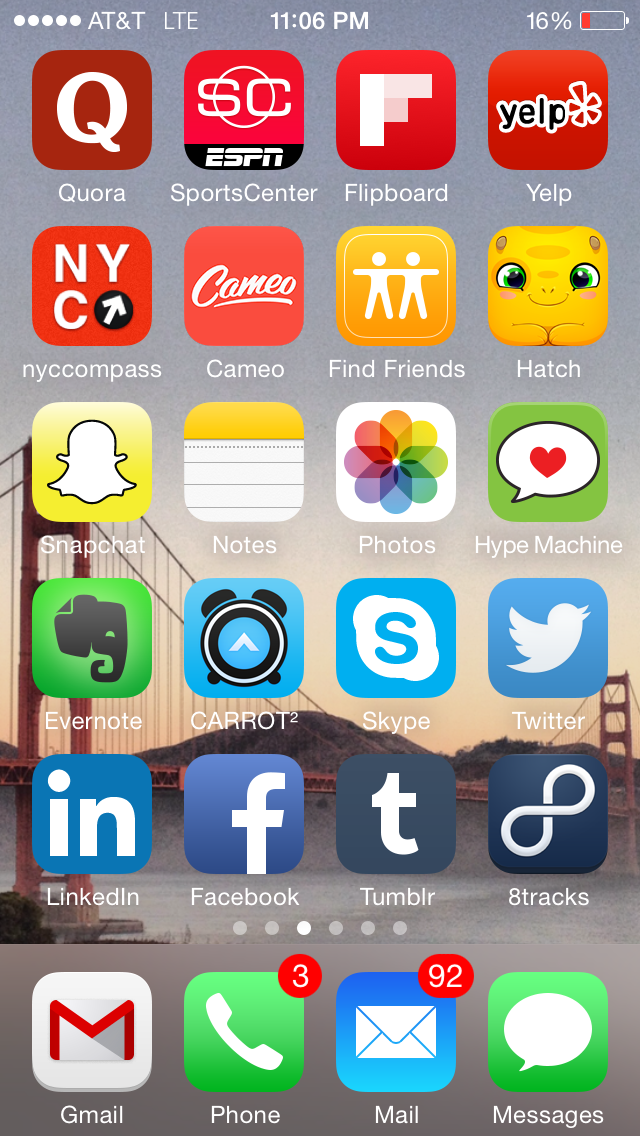 AT&T LTE 11:06 PM 16%
Q SC ESPN yelp
Quora SportsCenter Flipboard Yelp
NYC Cameo
nyccompass Cameo Find Friends Hatch
Snapchat Notes Photos Hype Machine
S
Evernote CARROT² Skype Twitter
in f t
LinkedIn Facebook Tumblr 8tracks
3 92
Gmail Phone Mail Messages